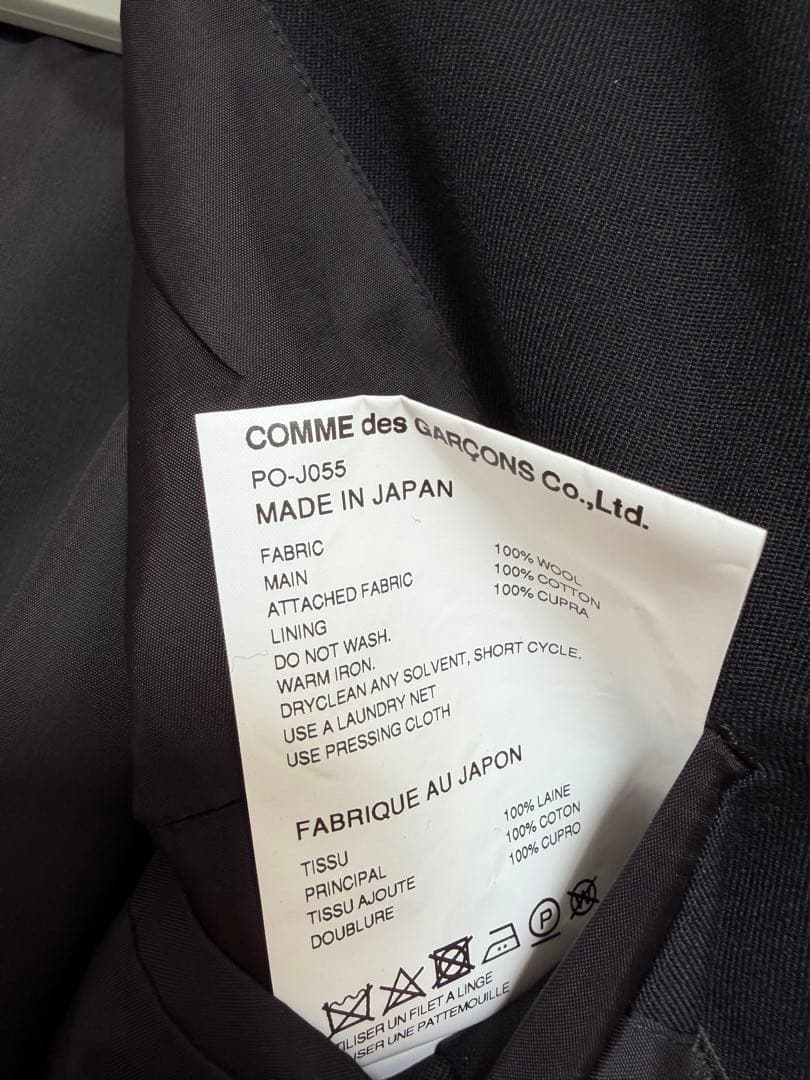 COMME des GARÇONS Co.,Ltd.
PO-J055
MADE IN JAPAN
FABRIC
MAIN 100% WOOL
ATTACHED FABRIC 100% COTTON
LINING 100% CUPRA
DO NOT WASH.
WARM IRON.
DRYCLEAN ANY SOLVENT, SHORT CYCLE.
USE A LAUNDRY NET
USE PRESSING CLOTH
FABRIQUE AU JAPON
TISSU
PRINCIPAL 100% LAINE
TISSU AJOUTE 100% COTON
DOUBLURE 100% CUPRO
P W
UN FILET A LINGE
UNE PATTEMOUILLE